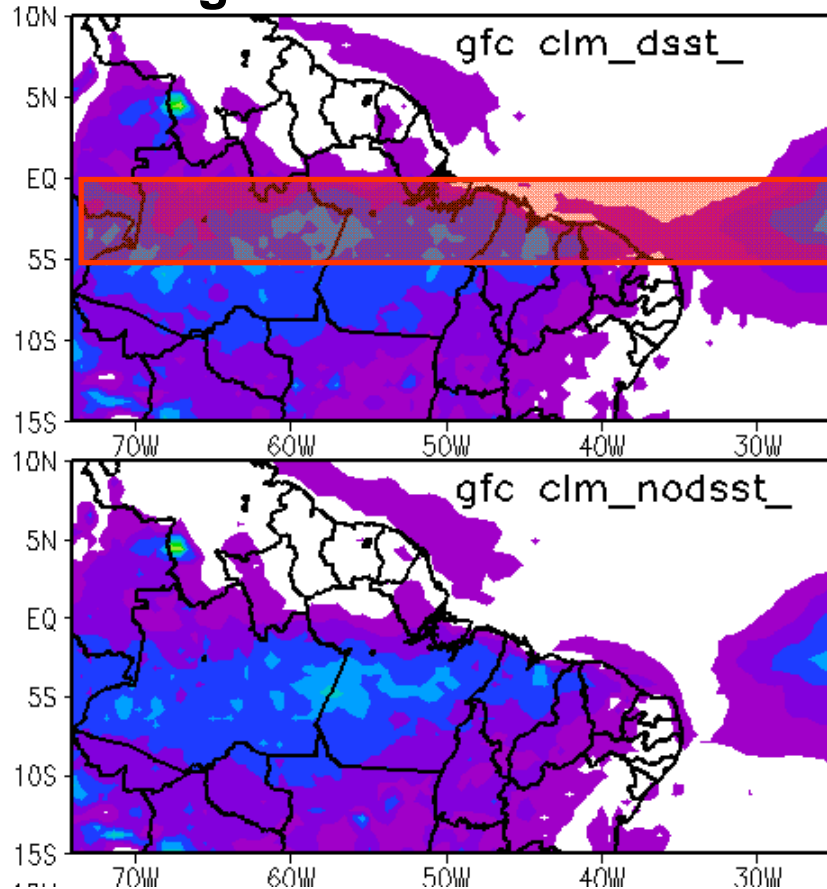 g
10N
gfc clm_dsst_
5N
EQ
5S
10S
15S
70W 60W 50W 40W 30W
10N
gfc clm_nodsst_
5N
EQ
5S
10S
15S
70W 60W 50W 40W 30W